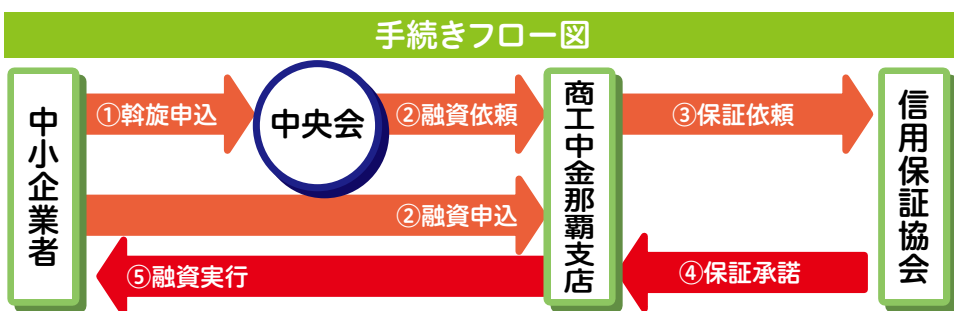 手続きフロー図
中小企業者
①斡旋申込
中央会
②融資依頼
②融資申込
商工中金那覇支店
③保証依頼
信用保証協会
④保証承諾
⑤融資実行